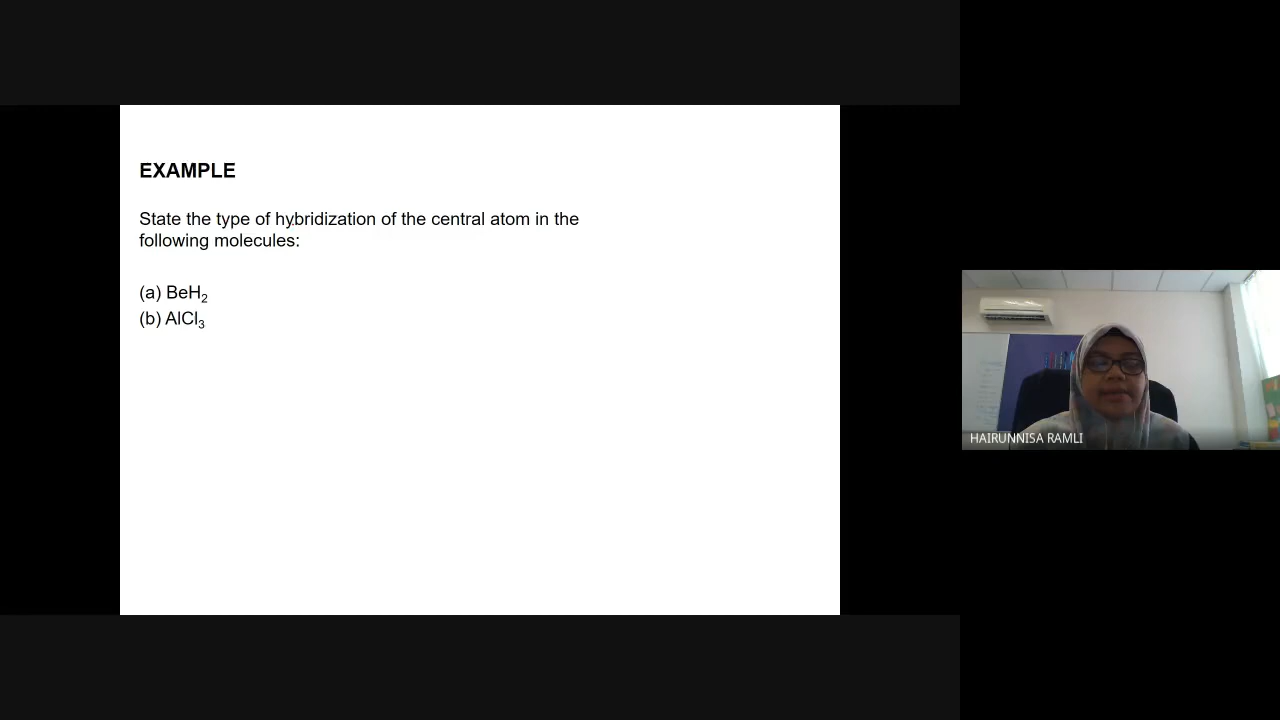 EXAMPLE
State the type of hybridization of the central atom in the
following molecules:
(a) BeH₂
(b) AlCl₃
HAIRUNNISA RAMLI